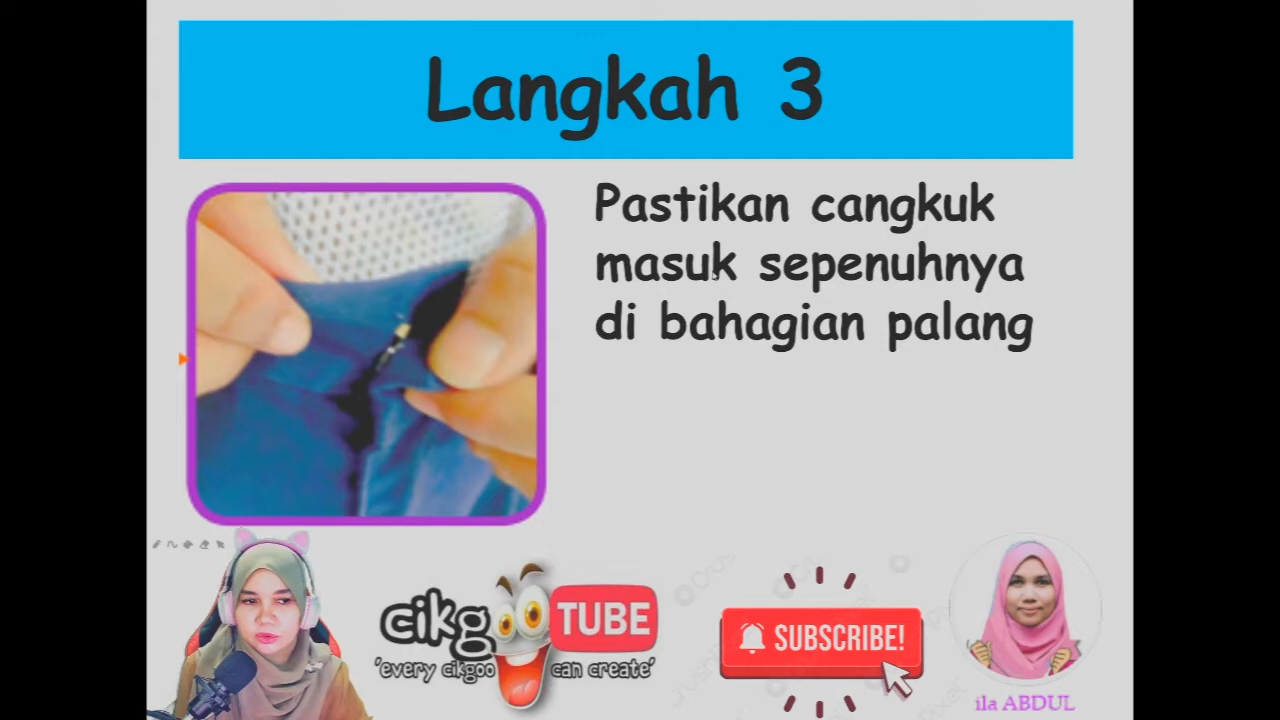 Langkah 3
Pastikan cangkuk
masuk sepenuhnya
di bahagian palang
cikgoo TUBE
'every cikgoo can create'
SUBSCRIBE!
ila ABDUL